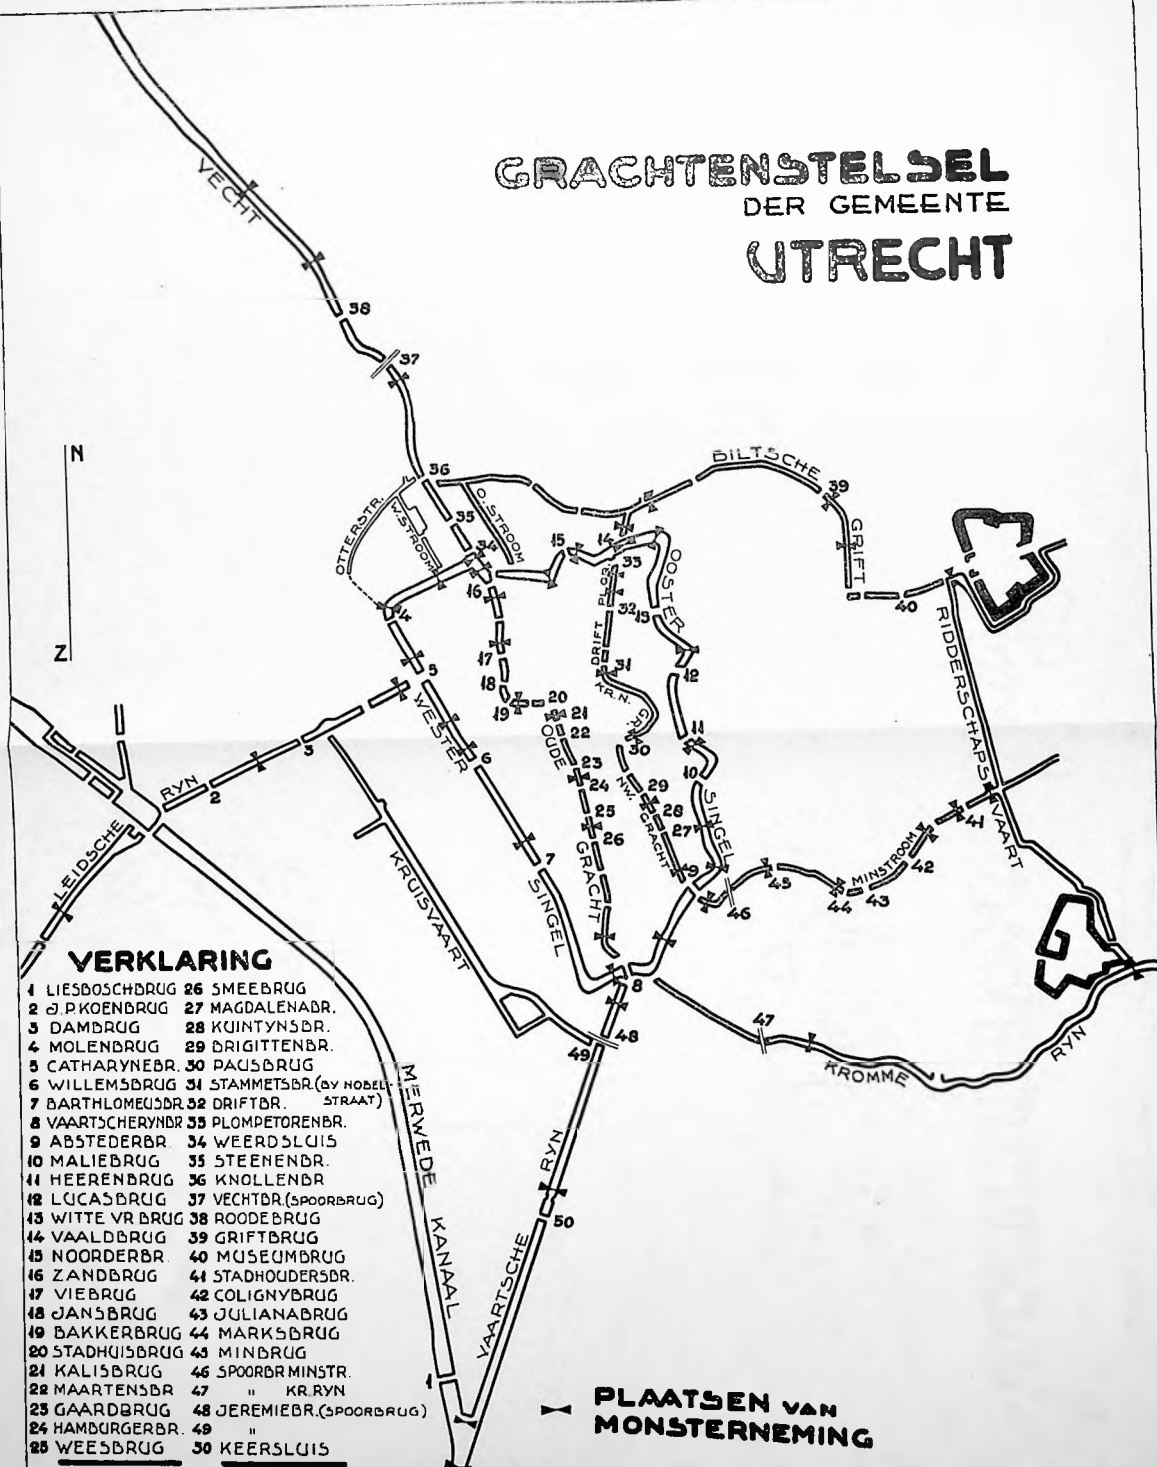 GRACHTENSTELSEL
DER GEMEENTE
UTRECHT
VECHT
38
37
N
Z
36
BILTSCHE
39
GRIFT
OTTERSTR.
W.STROOM
35
O. STROOM
34
15
14
33
OOSTER
16
4
PLOR
32
13
DRIFT
40
RIDDERSCHAPS
VAART
17
5
18
31
12
KR. N. GR.
WESTER
19
20
21
22
OUDE
30
11
3
6
23
24
10
RYN
2
NW. GRACHT
29
28
SINGEL
25
26
27
41
LEIDSCHE
GRACHT
7
MINSTROOM
42
KRUISVAART
SINGEL
9
45
46
44
43
8
47
48
49
KROMME
RYN
MERWEDE KANAAL
VAARTSCHE
RYN
50
1
VERKLARING
1 LIESBOSCHBRUG 26 SMEEBRUG
2 J.P.KOENBRUG 27 MAGDALENABR.
3 DAMBRUG 28 KUINTYNSBR.
4 MOLENBRUG 29 BRIGITTENBR.
5 CATHARYNEBR. 30 PAUSBRUG
6 WILLEMSBRUG 31 STAMMETSBR.(BY NOBEL-
7 BARTHLOMEUSBR 32 DRIFTBR. STRAAT)
8 VAARTSCHERYNBR 33 PLOMPETORENBR.
9 ABSTEDERBR 34 WEERDSLUIS
10 MALIEBRUG 35 STEENENBR.
11 HEERENBRUG 36 KNOLLENBR
12 LUCASBRUG 37 VECHTBR.(SPOORBRUG)
13 WITTE VR BRUG 38 ROODEBRUG
14 VAALDBRUG 39 GRIFTBRUG
15 NOORDERBR. 40 MUSEUMBRUG
16 ZANDBRUG 41 STADHOUDERSBR.
17 VIEBRUG 42 COLIGNYBRUG
18 JANSBRUG 43 JULIANABRUG
19 BAKKERBRUG 44 MARKSBRUG
20 STADHUISBRUG 45 MINBRUG
21 KALISBRUG 46 SPOORBR MINSTR.
22 MAARTENSBR 47 " KR.RYN
23 GAARDBRUG 48 JEREMIEBR.(SPOORBRUG)
24 HAMBURGERBR. 49 "
25 WEESBRUG 50 KEERSLUIS
PLAATSEN VAN
MONSTERNEMING